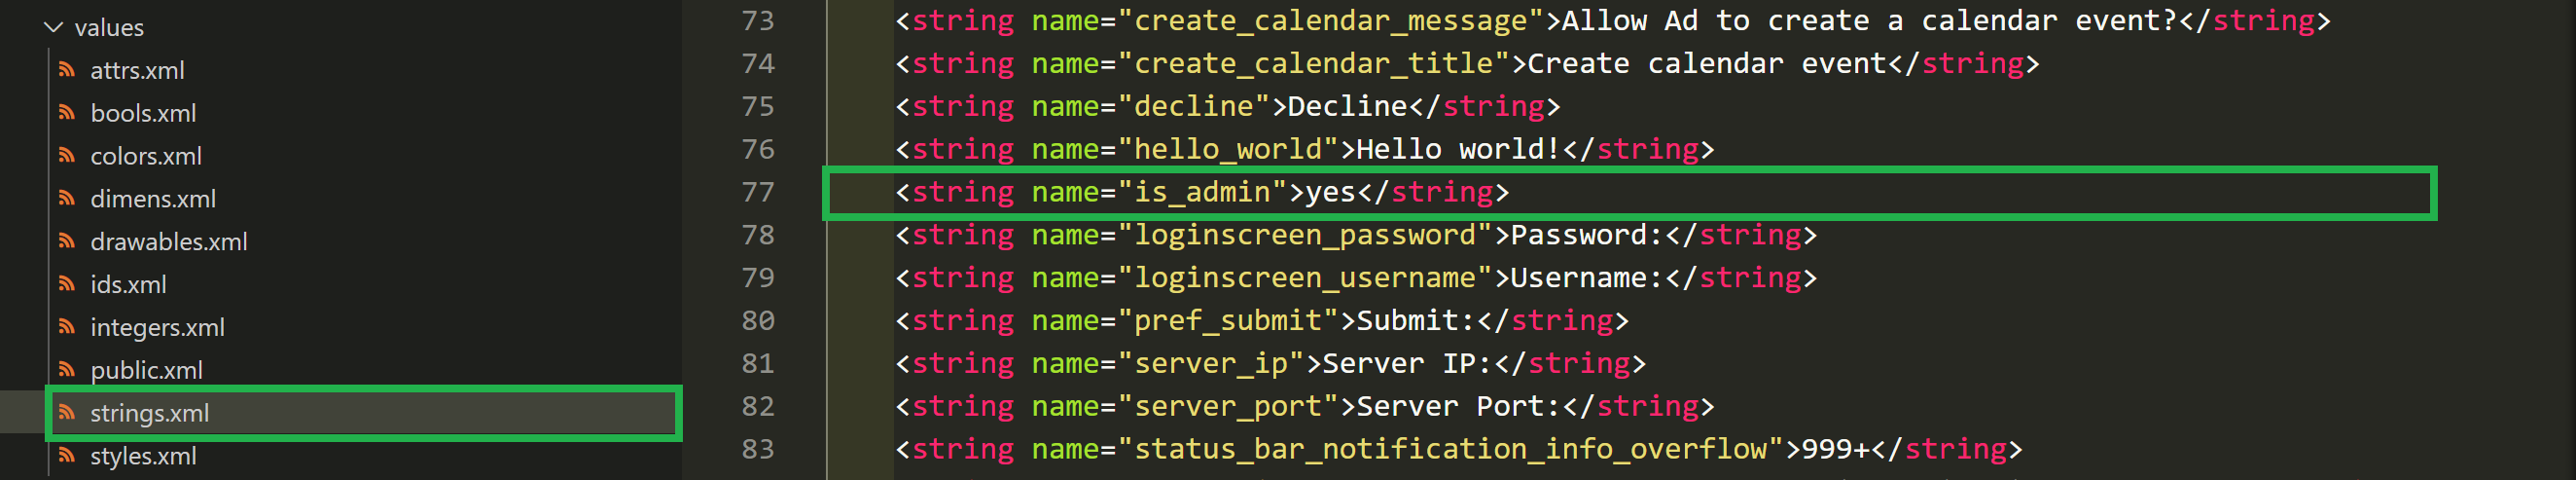 values
attrs.xml
bools.xml
colors.xml
dimens.xml
drawables.xml
ids.xml
integers.xml
public.xml
strings.xml
styles.xml
73 <string name="create_calendar_message">Allow Ad to create a calendar event?</string>
74 <string name="create_calendar_title">Create calendar event</string>
75 <string name="decline">Decline</string>
76 <string name="hello_world">Hello world!</string>
77 <string name="is_admin">yes</string>
78 <string name="loginscreen_password">Password:</string>
79 <string name="loginscreen_username">Username:</string>
80 <string name="pref_submit">Submit:</string>
81 <string name="server_ip">Server IP:</string>
82 <string name="server_port">Server Port:</string>
83 <string name="status_bar_notification_info_overflow">999+</string>